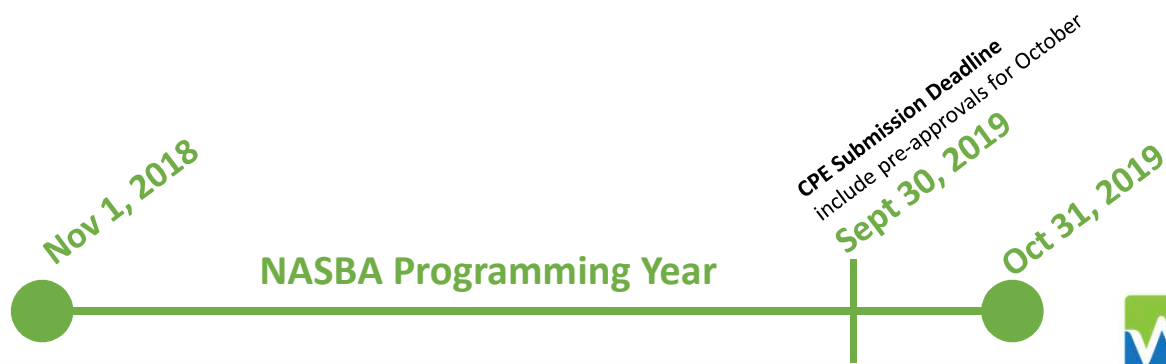 Nov 1, 2018
CPE Submission Deadline
include pre-approvals for October
Sept 30, 2019
Oct 31, 2019
NASBA Programming Year